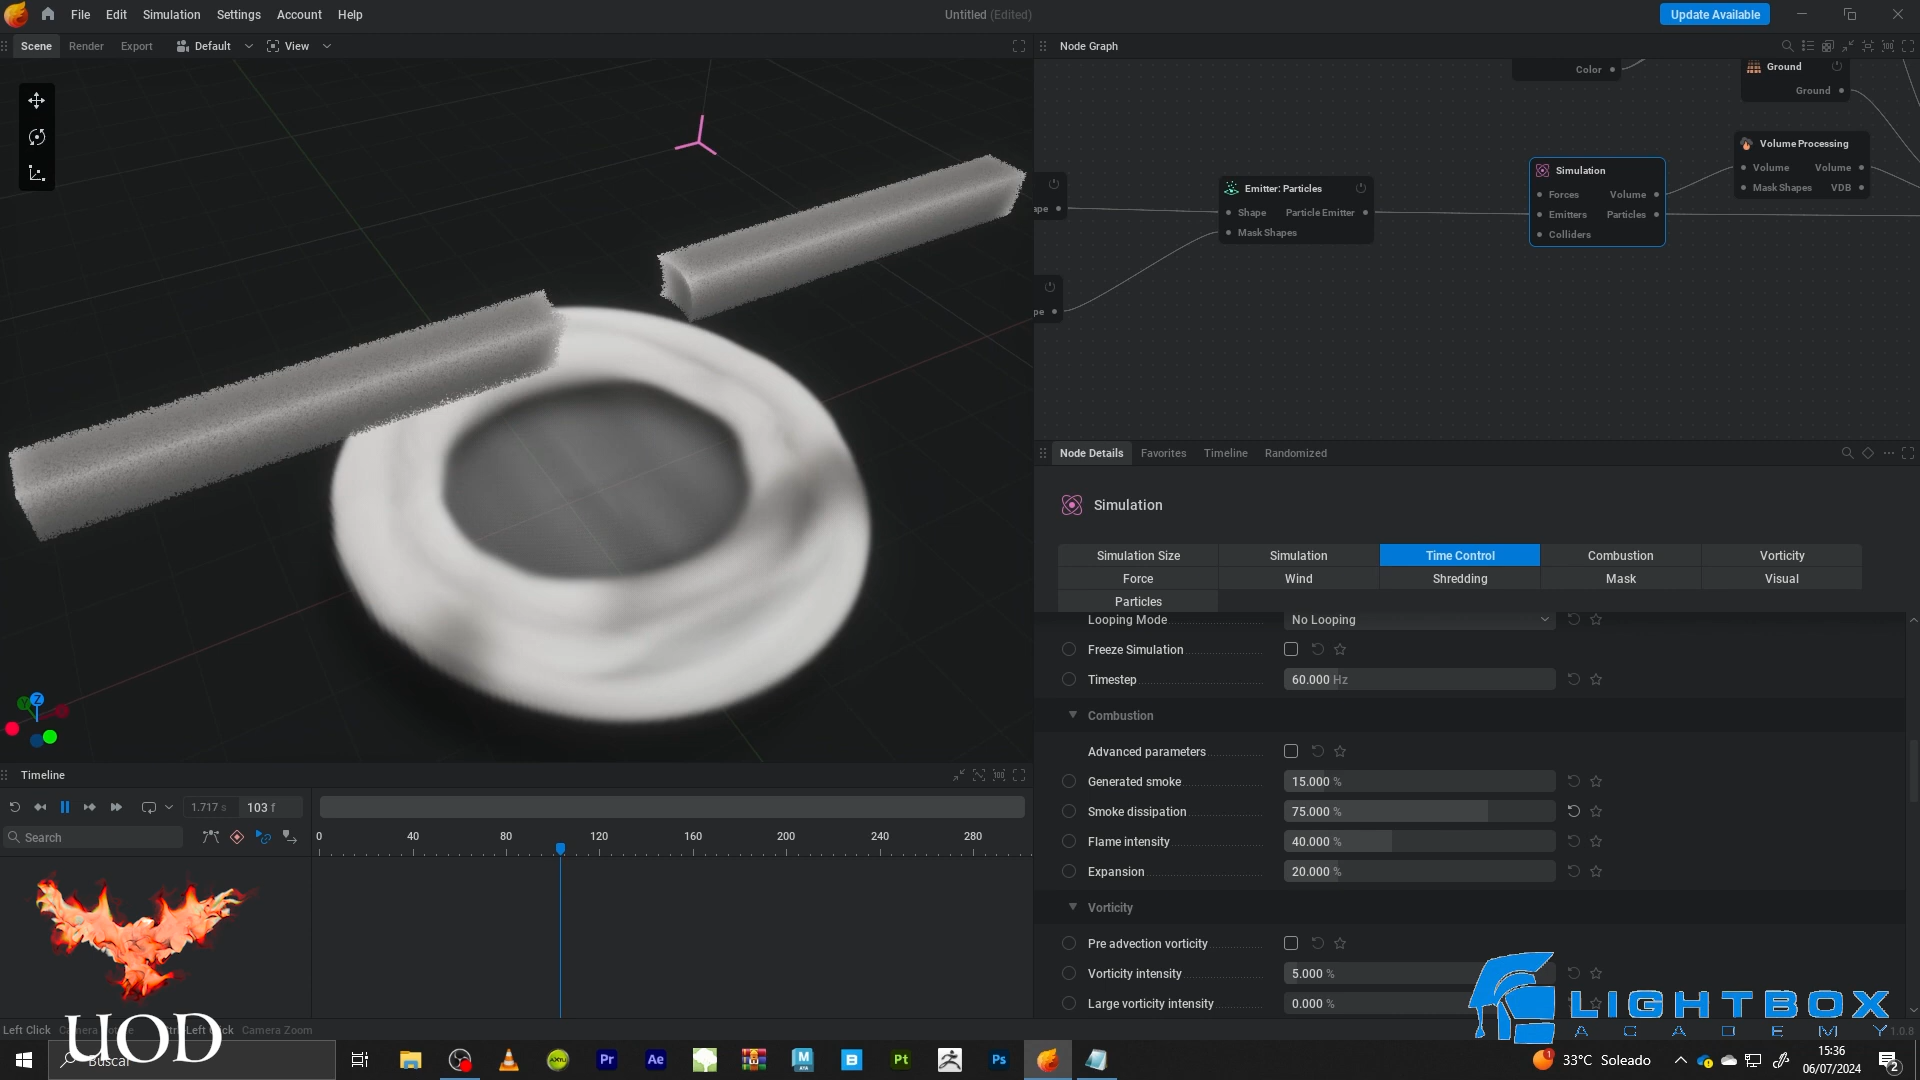 File Edit Simulation Settings Account Help
Untitled (Edited)
Update Available
Scene Render Export Default View
Node Graph
Color
Ground
Ground
Volume Processing
Volume Volume
Mask Shapes VDB
Simulation
Forces Volume
Emitters Particles
Colliders
Emitter: Particles
Shape Particle Emitter
Mask Shapes
Node Details Favorites Timeline Randomized
Simulation
Simulation Size Simulation Time Control Combustion Vorticity
Force Wind Shredding Mask Visual
Particles
Looping Mode No Looping
Freeze Simulation
Timestep 60.000 Hz
Combustion
Advanced parameters
Generated smoke 15.000 %
Smoke dissipation 75.000 %
Flame intensity 40.000 %
Expansion 20.000 %
Vorticity
Pre advection vorticity
Vorticity intensity 5.000 %
Large vorticity intensity 0.000 %
Timeline
1.717 s 103 f
Search
0 40 80 120 160 200 240 280
UOD
LIGHTBOX
ACADEMY
Left Click Camera Zoom
1.0.8
Buscar
33°C Soleado
15:36
06/07/2024
2